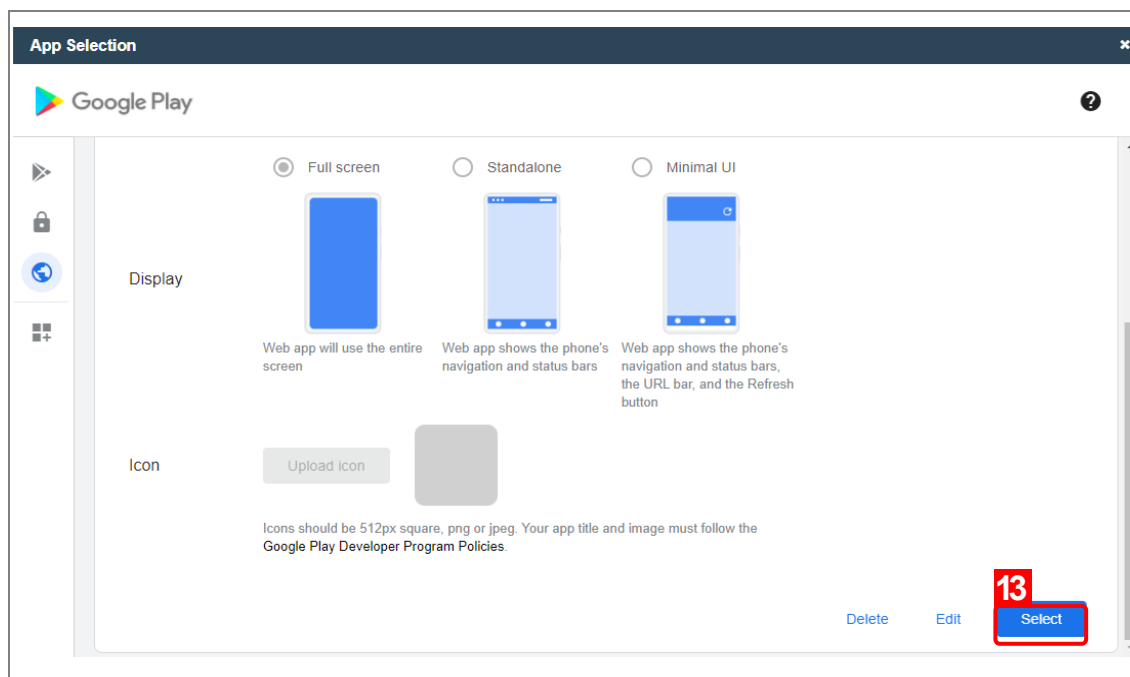 App Selection
Google Play
Full screen
Standalone
Minimal UI
Display
Web app will use the entire
screen
Web app shows the phone's
navigation and status bars
Web app shows the phone's
navigation and status bars,
the URL bar, and the Refresh
button
Icon
Upload icon
Icons should be 512px square, png or jpeg. Your app title and image must follow the
Google Play Developer Program Policies.
13
Delete
Edit
Select